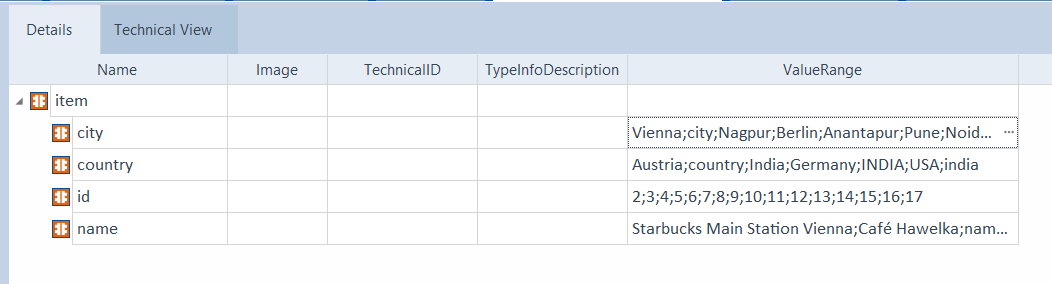 Details Technical View
Name Image TechnicalID TypeInfoDescription ValueRange
item
city Vienna;city;Nagpur;Berlin;Anantapur;Pune;Noid... ...
country Austria;country;India;Germany;INDIA;USA;india
id 2;3;4;5;6;7;8;9;10;11;12;13;14;15;16;17
name Starbucks Main Station Vienna;Café Hawelka;nam...